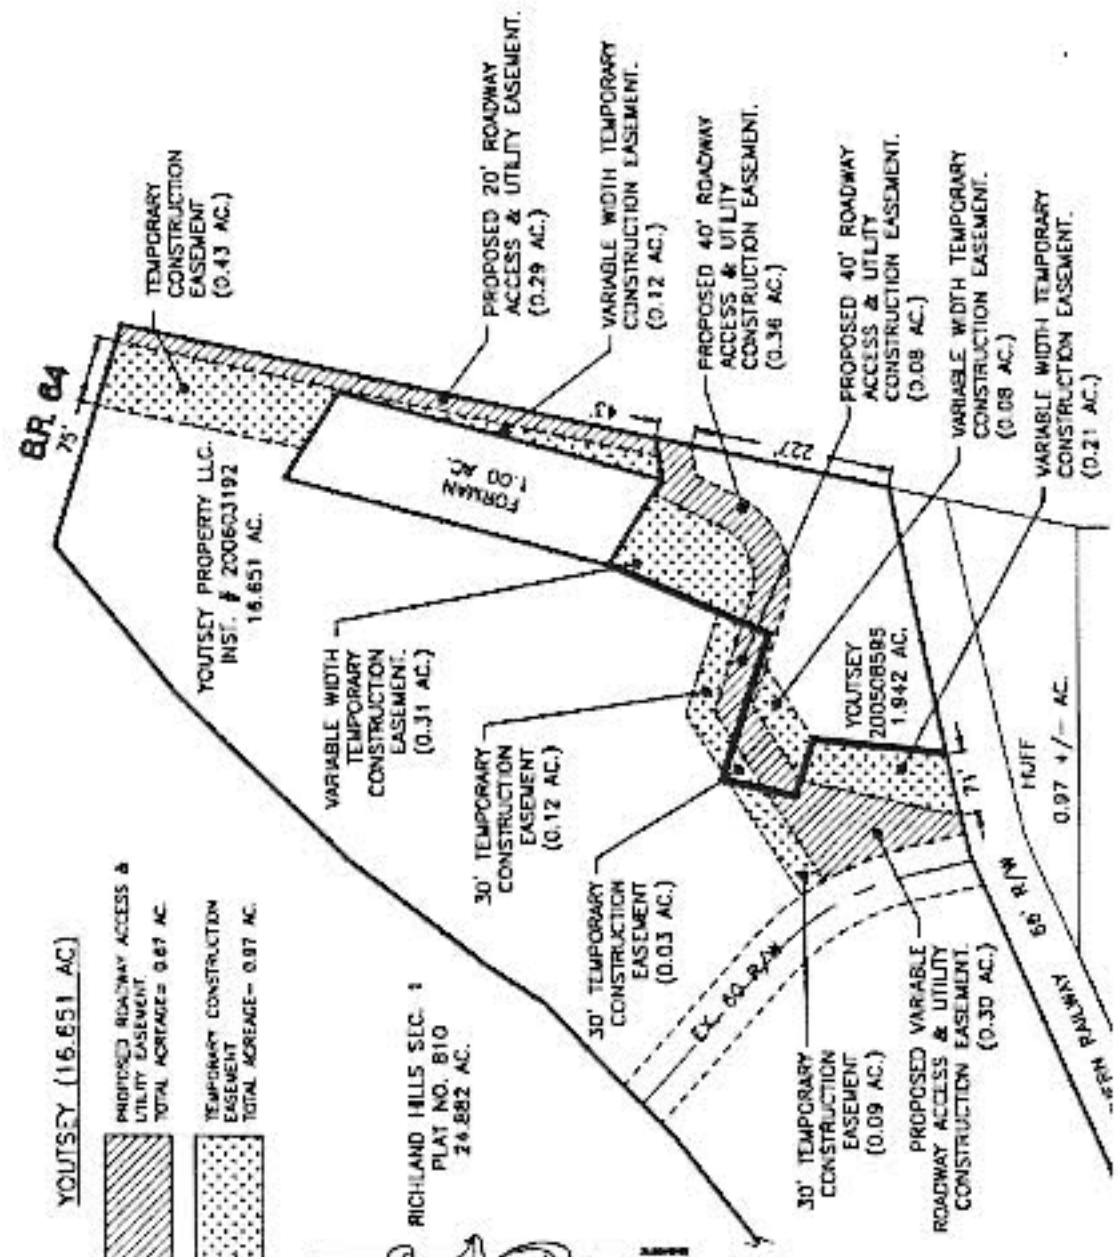 B.R. 64
75'
TEMPORARY
CONSTRUCTION
EASEMENT
(0.43 AC.)
PROPOSED 20' ROADWAY
ACCESS & UTILITY EASEMENT.
(0.29 AC.)
VARIABLE WIDTH TEMPORARY
CONSTRUCTION EASEMENT.
(0.12 AC.)
PROPOSED 40' ROADWAY
ACCESS & UTILITY
CONSTRUCTION EASEMENT.
(0.36 AC.)
PROPOSED 40' ROADWAY
ACCESS & UTILITY
CONSTRUCTION EASEMENT.
(0.08 AC.)
VARIABLE WIDTH TEMPORARY
CONSTRUCTION EASEMENT.
(0.08 AC.)
VARIABLE WIDTH TEMPORARY
CONSTRUCTION EASEMENT.
(0.21 AC.)
YOUTSEY PROPERTY LLC.
INST. # 200603192
16.651 AC.
FORMAN
1.00 AC.
43'
227'
VARIABLE WIDTH
TEMPORARY
CONSTRUCTION
EASEMENT.
(0.31 AC.)
30' TEMPORARY
CONSTRUCTION
EASEMENT
(0.12 AC.)
30' TEMPORARY
CONSTRUCTION
EASEMENT
(0.03 AC.)
YOUTSEY
200508595
1.942 AC.
71'
HUFF
0.97 +/- AC.
YOUTSEY (16.651 AC)
PROPOSED ROADWAY ACCESS &
UTILITY EASEMENT
TOTAL ACREAGE= 0.67 AC.
TEMPORARY CONSTRUCTION
EASEMENT
TOTAL ACREAGE= 0.97 AC.
RICHLAND HILLS SEC. 1
PLAT NO. 810
24.882 AC.
EX. 60 R/W
30' TEMPORARY
CONSTRUCTION
EASEMENT
(0.09 AC.)
PROPOSED VARIABLE
ROADWAY ACCESS & UTILITY
CONSTRUCTION EASEMENT.
(0.30 AC.)
RAILWAY 66' R/W